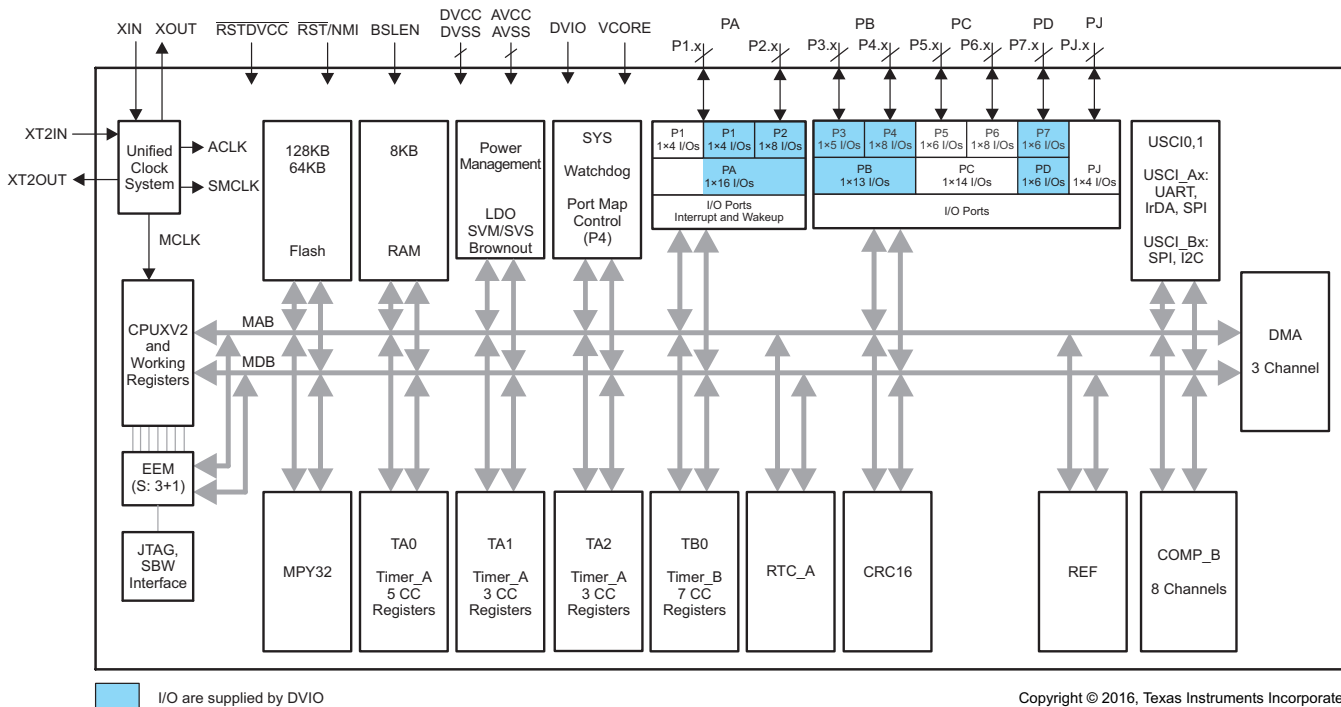 XIN XOUT RSTDVCC RST/NMI BSLEN DVCC DVSS AVCC AVSS DVIO VCORE PA PB PC PD PJ
P1.x P2.x P3.x P4.x P5.x P6.x P7.x PJ.x
XT2IN
XT2OUT
Unified
Clock
System
ACLK
SMCLK
MCLK
128KB
64KB
Flash
8KB
RAM
Power
Management
LDO
SVM/SVS
Brownout
SYS
Watchdog
Port Map
Control
(P4)
P1
1×4 I/Os
P1
1×4 I/Os
P2
1×8 I/Os
PA
1×16 I/Os
I/O Ports
Interrupt and Wakeup
P3
1×5 I/Os
P4
1×8 I/Os
P5
1×6 I/Os
P6
1×8 I/Os
P7
1×6 I/Os
PB
1×13 I/Os
PC
1×14 I/Os
PD
1×6 I/Os
PJ
1×4 I/Os
I/O Ports
USCI0,1
USCI_Ax:
UART,
IrDA, SPI
USCI_Bx:
SPI, I2C
CPUXV2
and
Working
Registers
MAB
MDB
DMA
3 Channel
EEM
(S: 3+1)
JTAG,
SBW
Interface
MPY32
TA0
Timer_A
5 CC
Registers
TA1
Timer_A
3 CC
Registers
TA2
Timer_A
3 CC
Registers
TB0
Timer_B
7 CC
Registers
RTC_A
CRC16
REF
COMP_B
8 Channels
I/O are supplied by DVIO
Copyright © 2016, Texas Instruments Incorporate